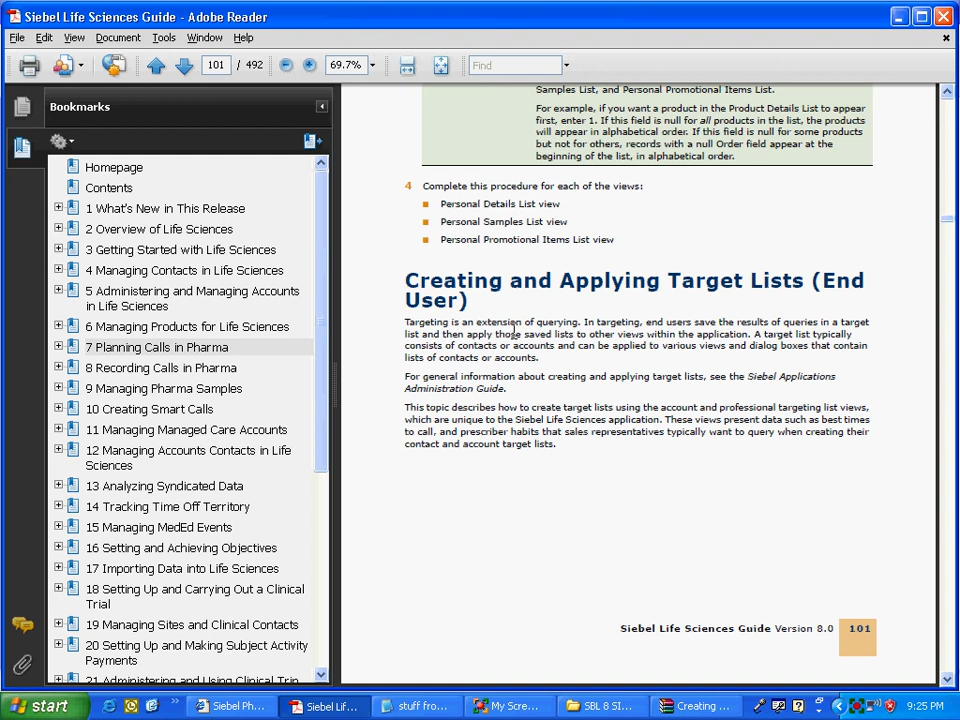 Siebel Life Sciences Guide - Adobe Reader
File Edit View Document Tools Window Help
101 / 492 69.7% Find
Bookmarks
Homepage
Contents
1 What's New in This Release
2 Overview of Life Sciences
3 Getting Started with Life Sciences
4 Managing Contacts in Life Sciences
5 Administering and Managing Accounts
in Life Sciences
6 Managing Products for Life Sciences
7 Planning Calls in Pharma
8 Recording Calls in Pharma
9 Managing Pharma Samples
10 Creating Smart Calls
11 Managing Managed Care Accounts
12 Managing Accounts Contacts in Life
Sciences
13 Analyzing Syndicated Data
14 Tracking Time Off Territory
15 Managing MedEd Events
16 Setting and Achieving Objectives
17 Importing Data into Life Sciences
18 Setting Up and Carrying Out a Clinical
Trial
19 Managing Sites and Clinical Contacts
20 Setting Up and Making Subject Activity
Payments
21 Administering and Using Clinical Trip
Samples List, and Personal Promotional Items List.
For example, if you want a product in the Product Details List to appear
first, enter 1. If this field is null for all products in the list, the products
will appear in alphabetical order. If this field is null for some products
but not for others, records with a null Order field appear at the
beginning of the list, in alphabetical order.
4 Complete this procedure for each of the views:
Personal Details List view
Personal Samples List view
Personal Promotional Items List view
Creating and Applying Target Lists (End
User)
Targeting is an extension of querying. In targeting, end users save the results of queries in a target
list and then apply those saved lists to other views within the application. A target list typically
consists of contacts or accounts and can be applied to various views and dialog boxes that contain
lists of contacts or accounts.
For general information about creating and applying target lists, see the Siebel Applications
Administration Guide.
This topic describes how to create target lists using the account and professional targeting list views,
which are unique to the Siebel Life Sciences application. These views present data such as best times
to call, and prescriber habits that sales representatives typically want to query when creating their
contact and account target lists.
Siebel Life Sciences Guide Version 8.0 101
start Siebel Ph... Siebel Lif... stuff fro... My Scre... SBL 8 SI... Creating ... 9:25 PM